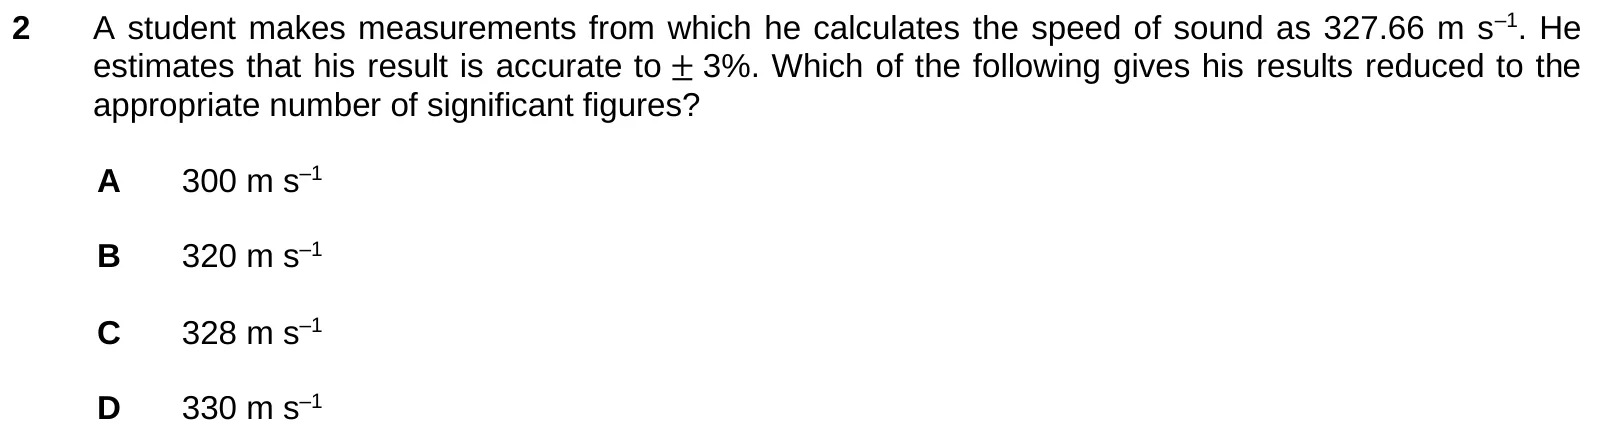 2 A student makes measurements from which he calculates the speed of sound as 327.66 m s⁻¹. He
estimates that his result is accurate to ± 3%. Which of the following gives his results reduced to the
appropriate number of significant figures?
A 300 m s⁻¹
B 320 m s⁻¹
C 328 m s⁻¹
D 330 m s⁻¹